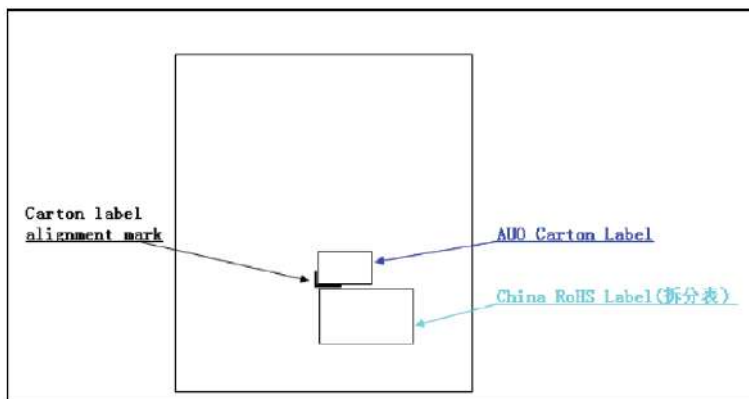 Carton label
alignment mark
AUO Carton Label
China RoHS Label(拆分表)